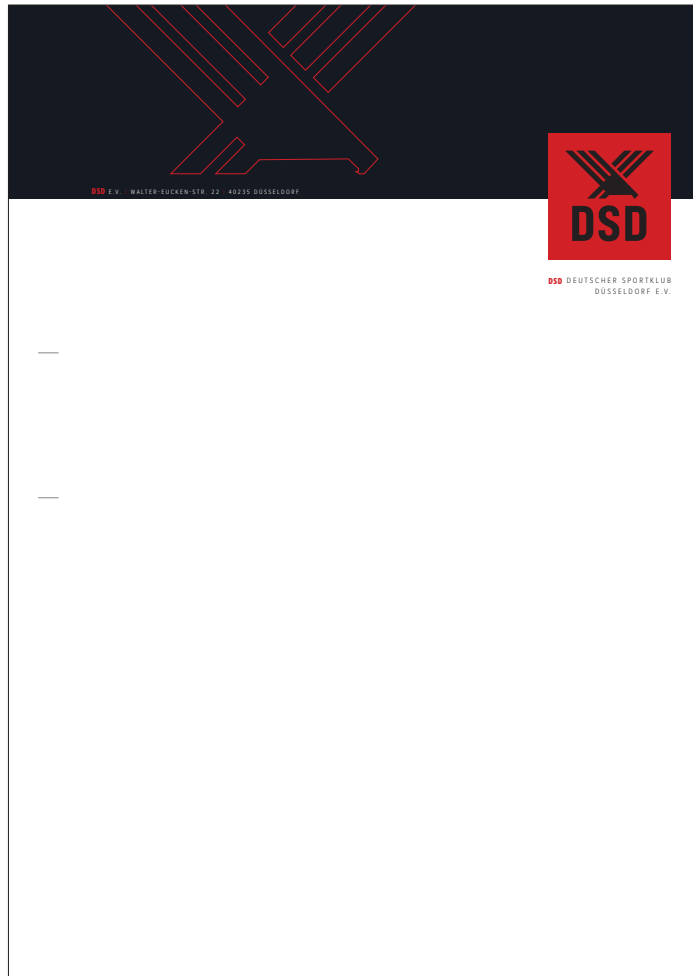 DSD E.V. | WALTER-EUCKEN-STR. 22 | 40235 DÜSSELDORF
DSD
DSD DEUTSCHER SPORTKLUB
DÜSSELDORF E.V.